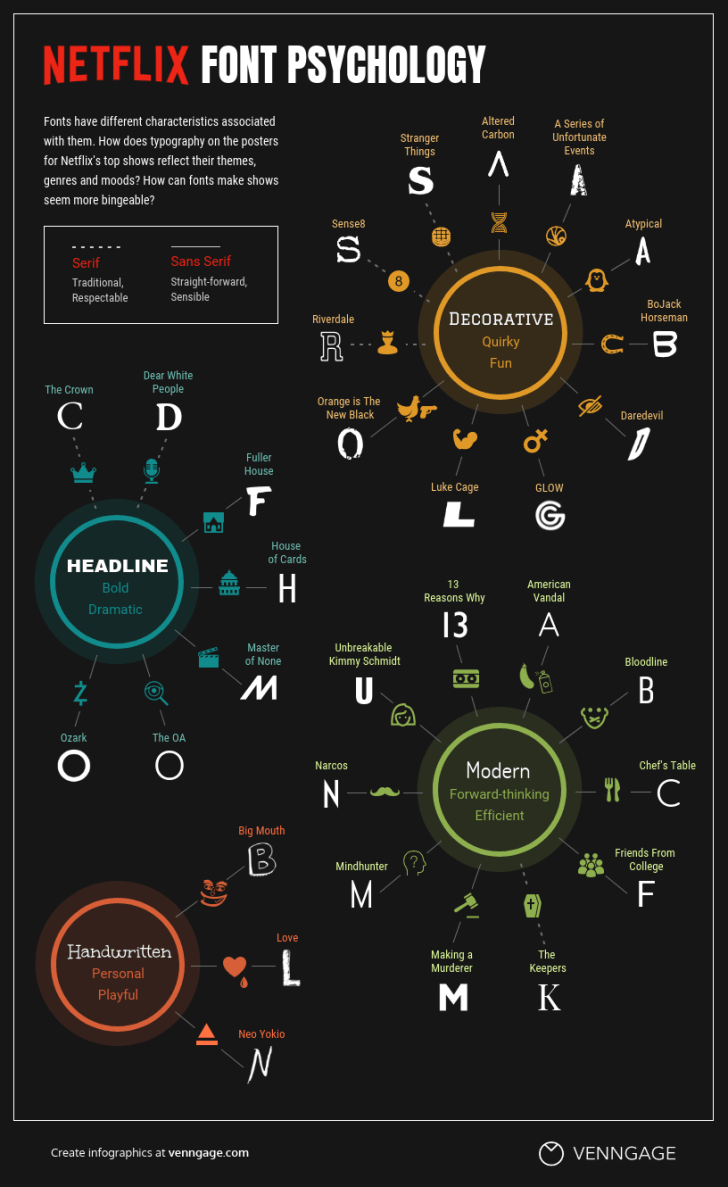 NETFLIX FONT PSYCHOLOGY
Fonts have different characteristics associated
with them. How does typography on the posters
for Netflix's top shows reflect their themes,
genres and moods? How can fonts make shows
seem more bingeable?
Serif
Traditional,
Respectable
Sans Serif
Straight-forward,
Sensible
Decorative
Quirky
Fun
Stranger
Things
S
Altered
Carbon
Λ
A Series of
Unfortunate
Events
A
Atypical
A
BoJack
Horseman
B
Daredevil
D
GLOW
G
Luke Cage
L
Orange is The
New Black
O
Riverdale
R
Sense8
S
8
HEADLINE
Bold
Dramatic
The Crown
C
Dear White
People
D
Fuller
House
F
House
of Cards
H
Master
of None
M
The OA
O
Ozark
O
Modern
Forward-thinking
Efficient
13
Reasons Why
13
American
Vandal
A
Bloodline
B
Chef's Table
C
Friends From
College
F
The
Keepers
K
Making a
Murderer
M
Mindhunter
M
?
Narcos
N
Unbreakable
Kimmy Schmidt
U
Handwritten
Personal
Playful
Big Mouth
B
Love
L
Neo Yokio
N
Create infographics at venngage.com
VENNGAGE